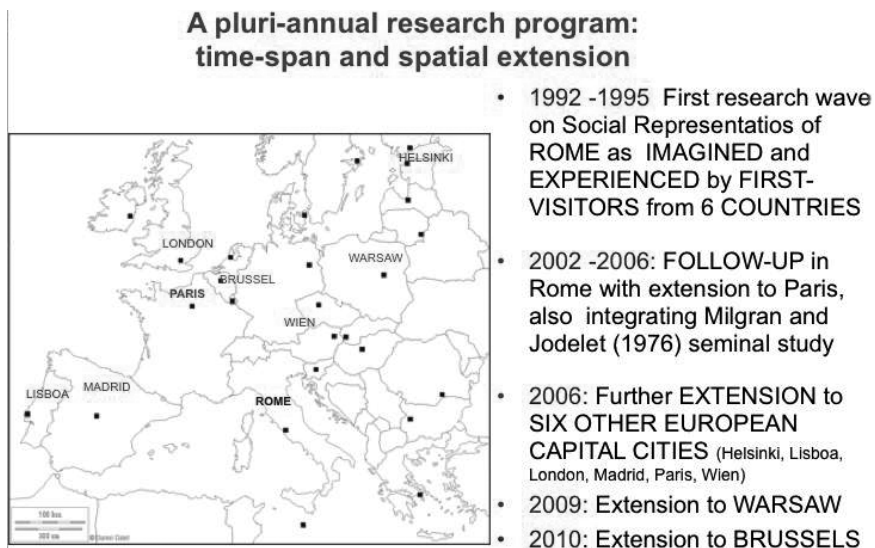 A pluri-annual research program:
time-span and spatial extension
• 1992 -1995 First research wave
on Social Representatios of
ROME as IMAGINED and
EXPERIENCED by FIRST-
VISITORS from 6 COUNTRIES
• 2002 -2006: FOLLOW-UP in
Rome with extension to Paris,
also integrating Milgran and
Jodelet (1976) seminal study
• 2006: Further EXTENSION to
SIX OTHER EUROPEAN
CAPITAL CITIES (Helsinki, Lisboa,
London, Madrid, Paris, Wien)
• 2009: Extension to WARSAW
• 2010: Extension to BRUSSELS
HELSINKI
LONDON
WARSAW
BRUSSEL
PARIS
WIEN
MADRID
LISBOA
ROME